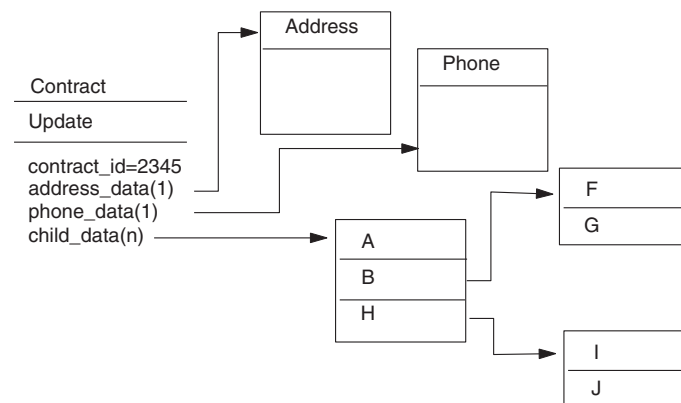 Address
Phone
Contract
Update
contract_id=2345
address_data(1)
phone_data(1)
child_data(n)
A
B
H
F
G
I
J